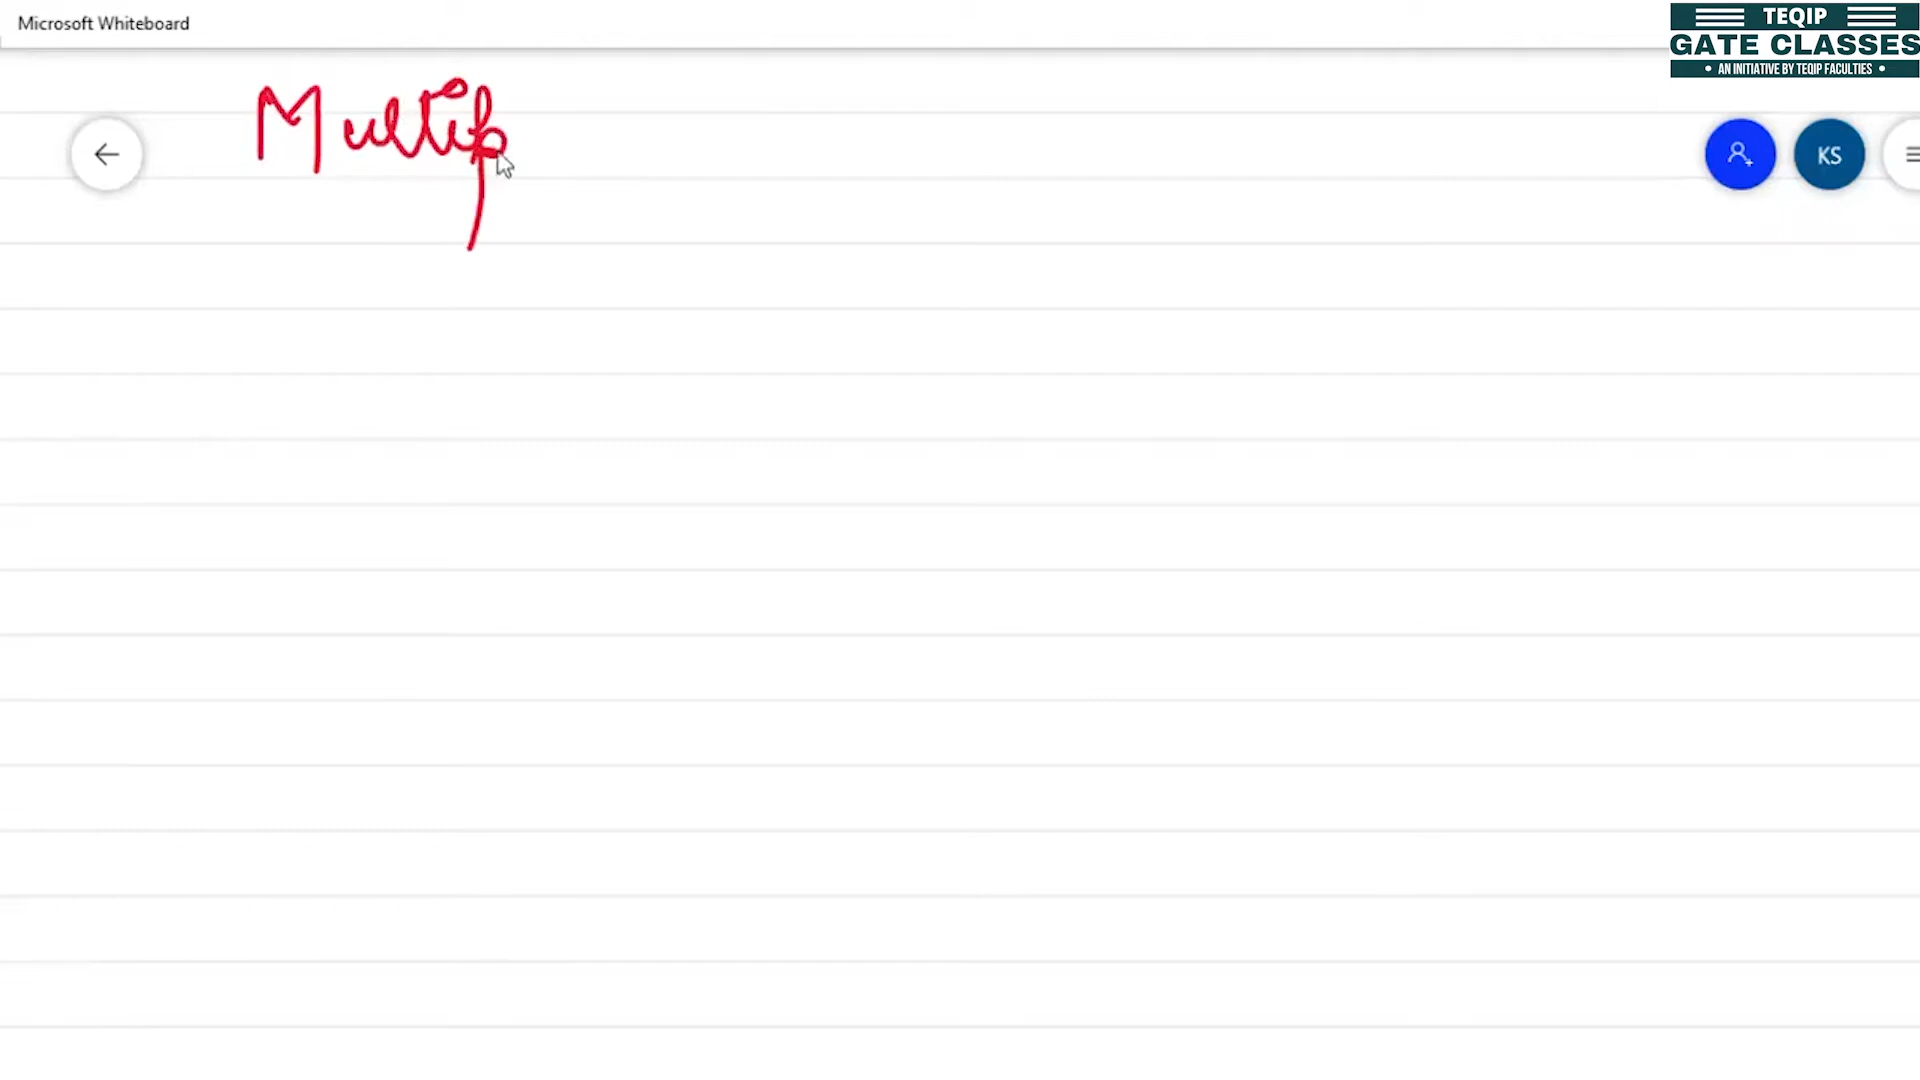 Microsoft Whiteboard
TEQIP
GATE CLASSES
• AN INITIATIVE BY TEQIP FACULTIES •
Multip
KS